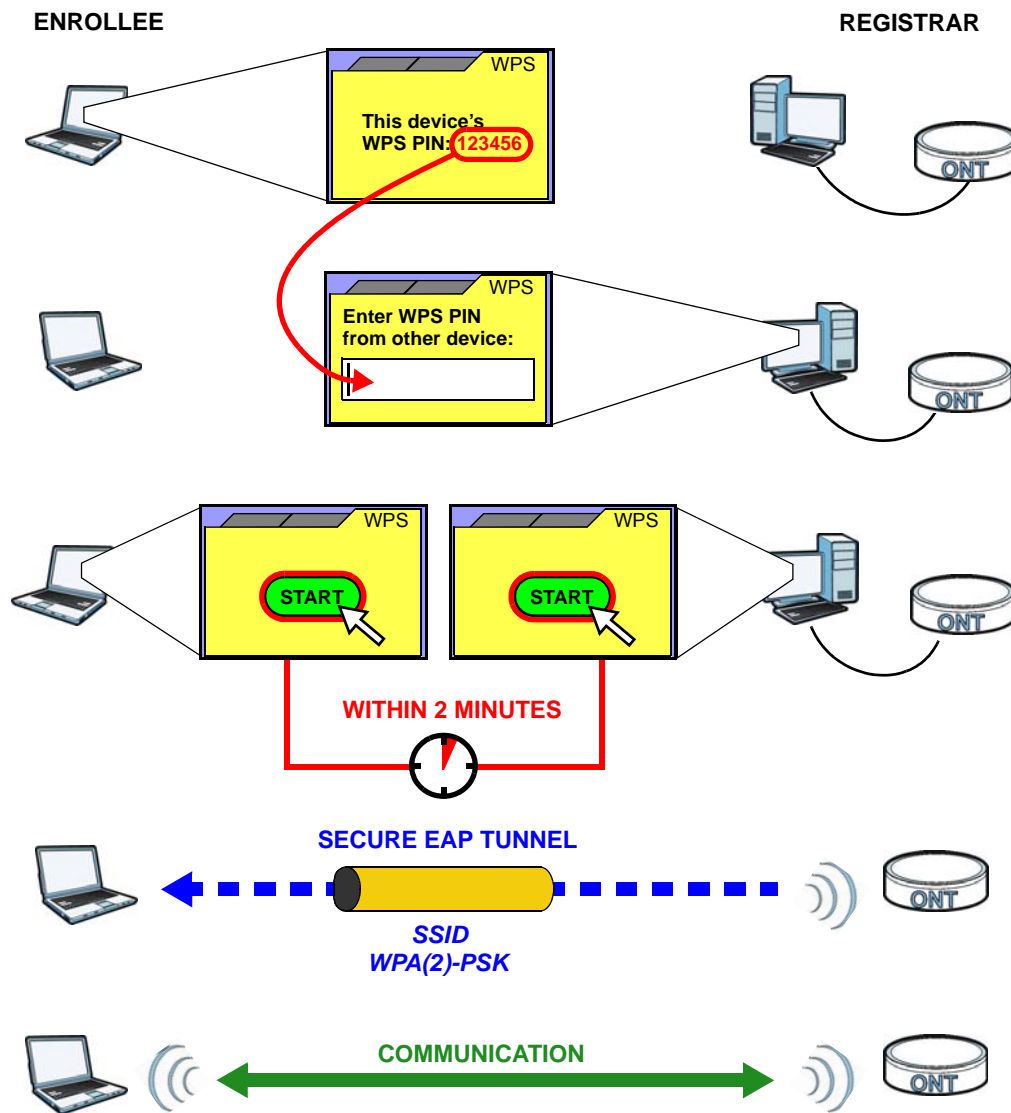 ENROLLEE
REGISTRAR
WPS
This device's
WPS PIN: 123456
ONT
WPS
Enter WPS PIN
from other device:
ONT
WPS
START
WPS
START
ONT
WITHIN 2 MINUTES
SECURE EAP TUNNEL
SSID
WPA(2)-PSK
ONT
COMMUNICATION
ONT